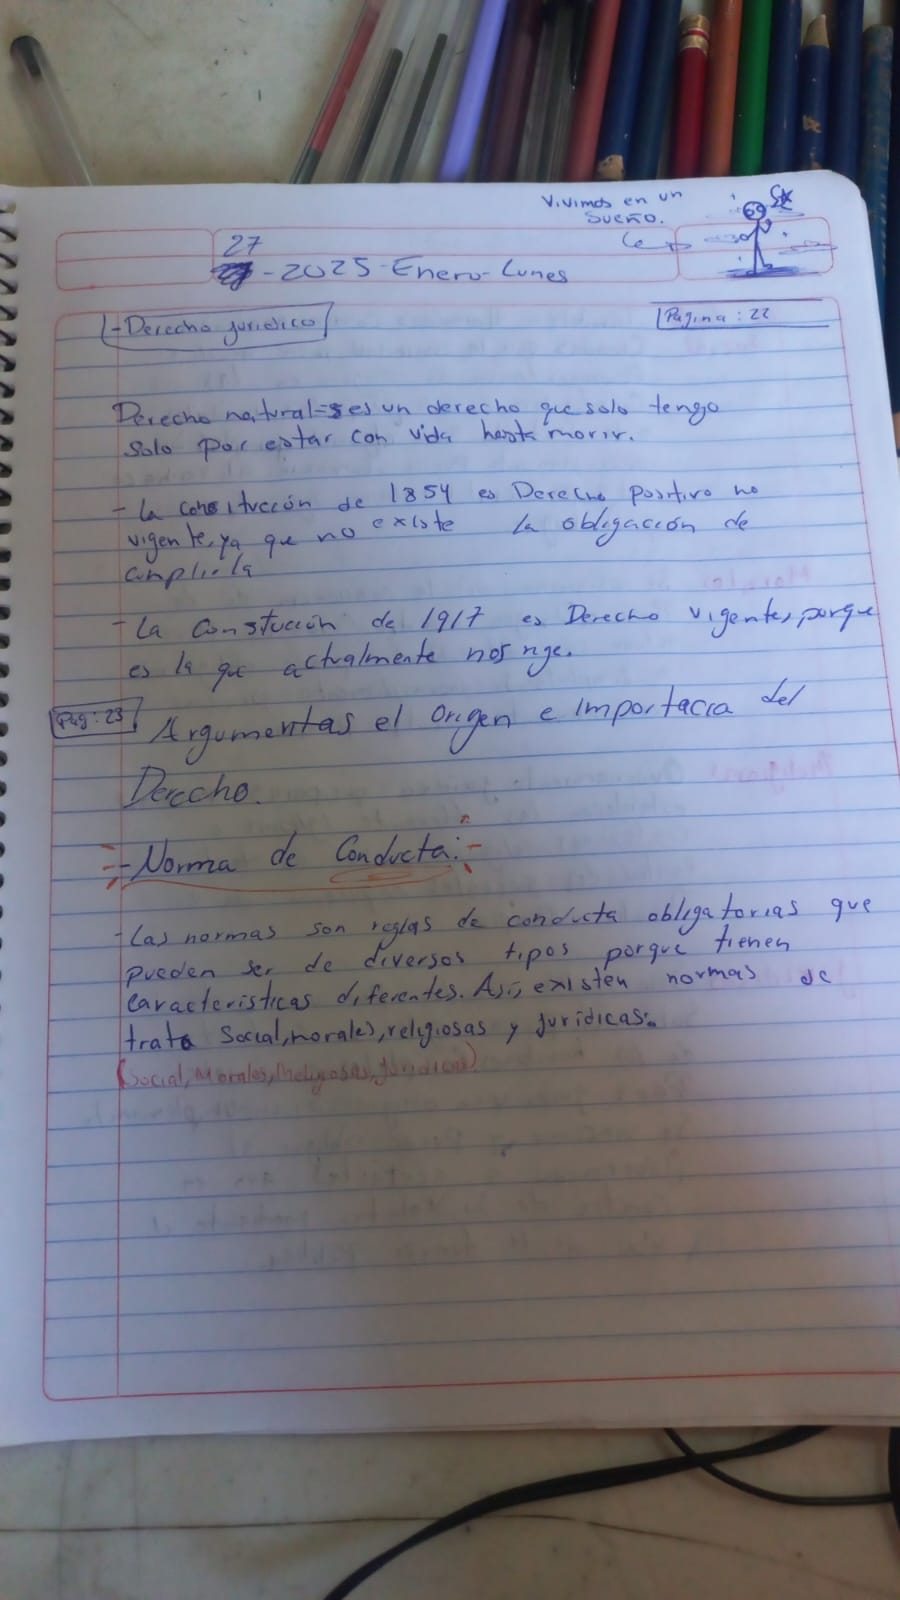 Vivimos en un
sueño.
27
-2025-Enero-Lunes
-Derecho juridico
Pagina: 22
Derecho natural=es un derecho que solo tengo
solo por estar con vida hasta morir.
-La consitucción de 1854 es Derecho positivo no
vigente, ya que no existe la obligacción de
cumplirla
-La constucción de 1917 es Derecho vigente, porque
es la que actualmente nos rige.
Pag: 23
Argumentas el origen e importacia del
Derecho.
-Norma de Conducta:-
-Las normas son reglas de conducta obligatorias que
pueden ser de diversos tipos porque tienen
caracteristicas diferentes. Asi, existen normas de
trato Social, morales, religiosas y juridicas.
(Social, Morales, Religiosas, Juridicas)